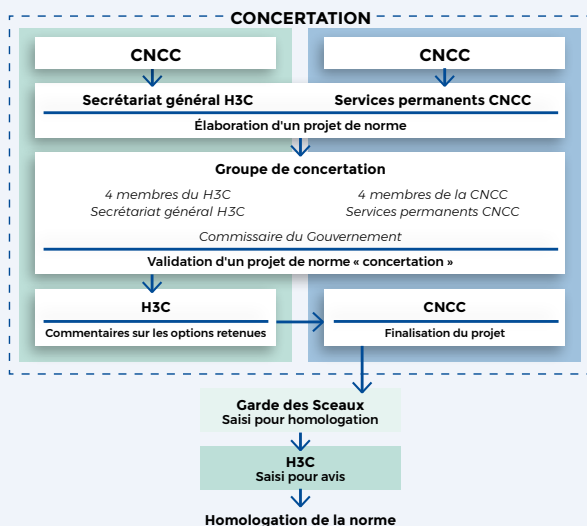 CONCERTATION
CNCC
CNCC
Secrétariat général H3C
Services permanents CNCC
Élaboration d'un projet de norme
Groupe de concertation
4 membres du H3C
Secrétariat général H3C
4 membres de la CNCC
Services permanents CNCC
Commissaire du Gouvernement
Validation d'un projet de norme « concertation »
H3C
Commentaires sur les options retenues
CNCC
Finalisation du projet
Garde des Sceaux
Saisi pour homologation
H3C
Saisi pour avis
Homologation de la norme